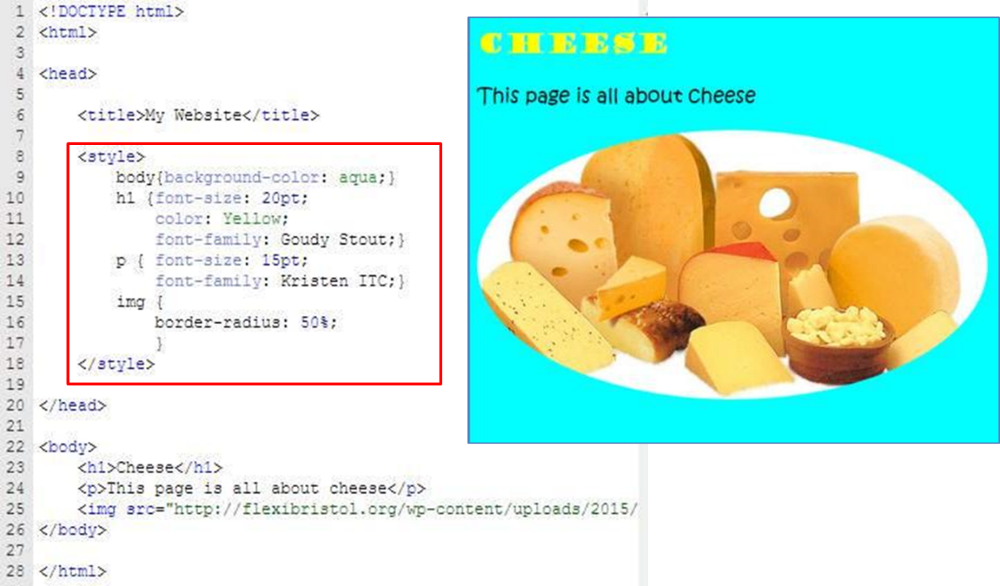 1 <!DOCTYPE html>
2 <html>
3
4 <head>
5
6 <title>My Website</title>
7
8 <style>
9 body{background-color: aqua;}
10 h1 {font-size: 20pt;
11 color: Yellow;
12 font-family: Goudy Stout;}
13 p { font-size: 15pt;
14 font-family: Kristen ITC;}
15 img {
16 border-radius: 50%;
17 }
18 </style>
19
20 </head>
21
22 <body>
23 <h1>Cheese</h1>
24 <p>This page is all about cheese</p>
25 <img src="http://flexibristol.org/wp-content/uploads/2015/
26 </body>
27
28 </html>
CHEESE
This page is all about cheese